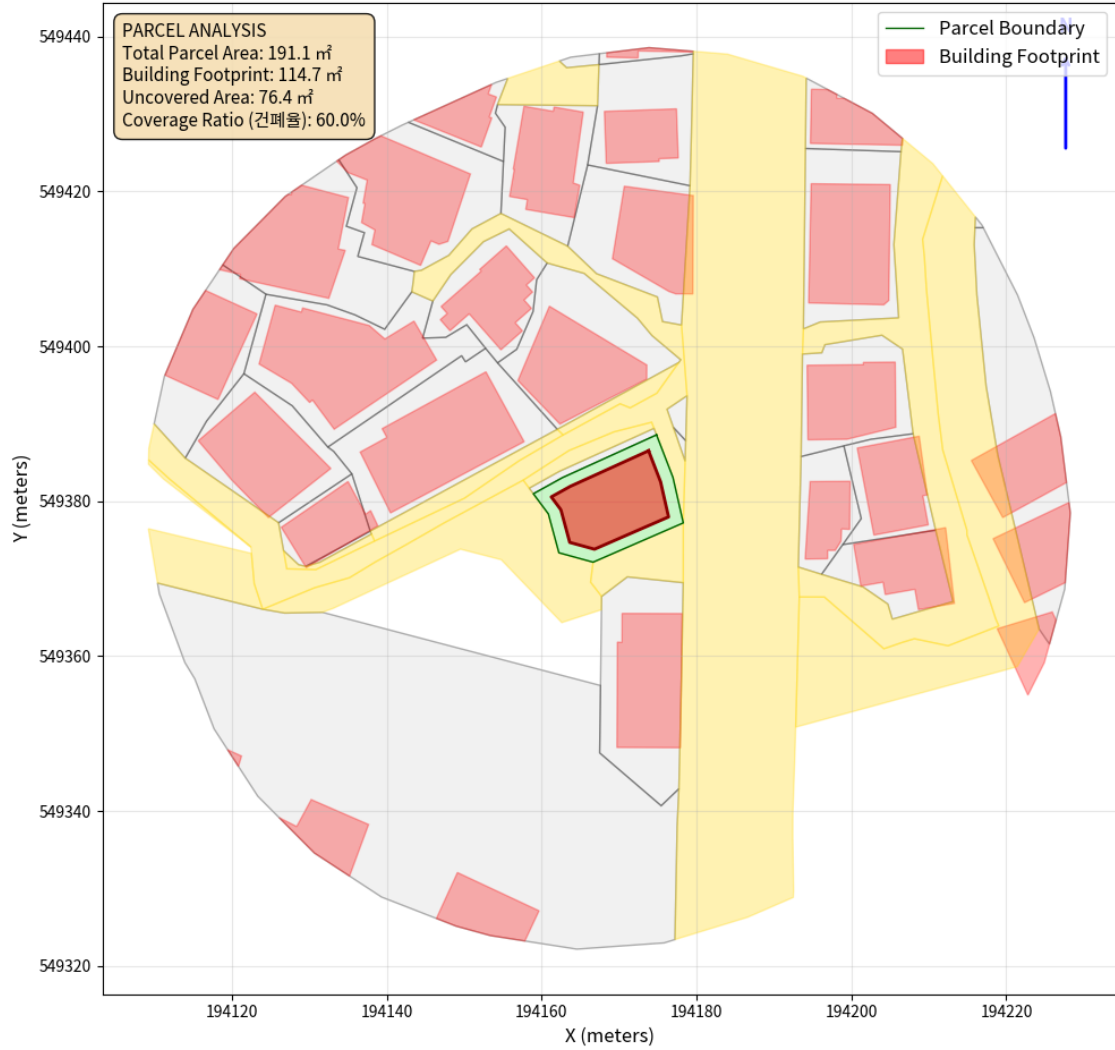 PARCEL ANALYSIS
Total Parcel Area: 191.1 ㎡
Building Footprint: 114.7 ㎡
Uncovered Area: 76.4 ㎡
Coverage Ratio (건폐율): 60.0%
Parcel Boundary
Building Footprint
N
549440
549420
549400
549380
549360
549340
549320
Y (meters)
194120
194140
194160
194180
194200
194220
X (meters)